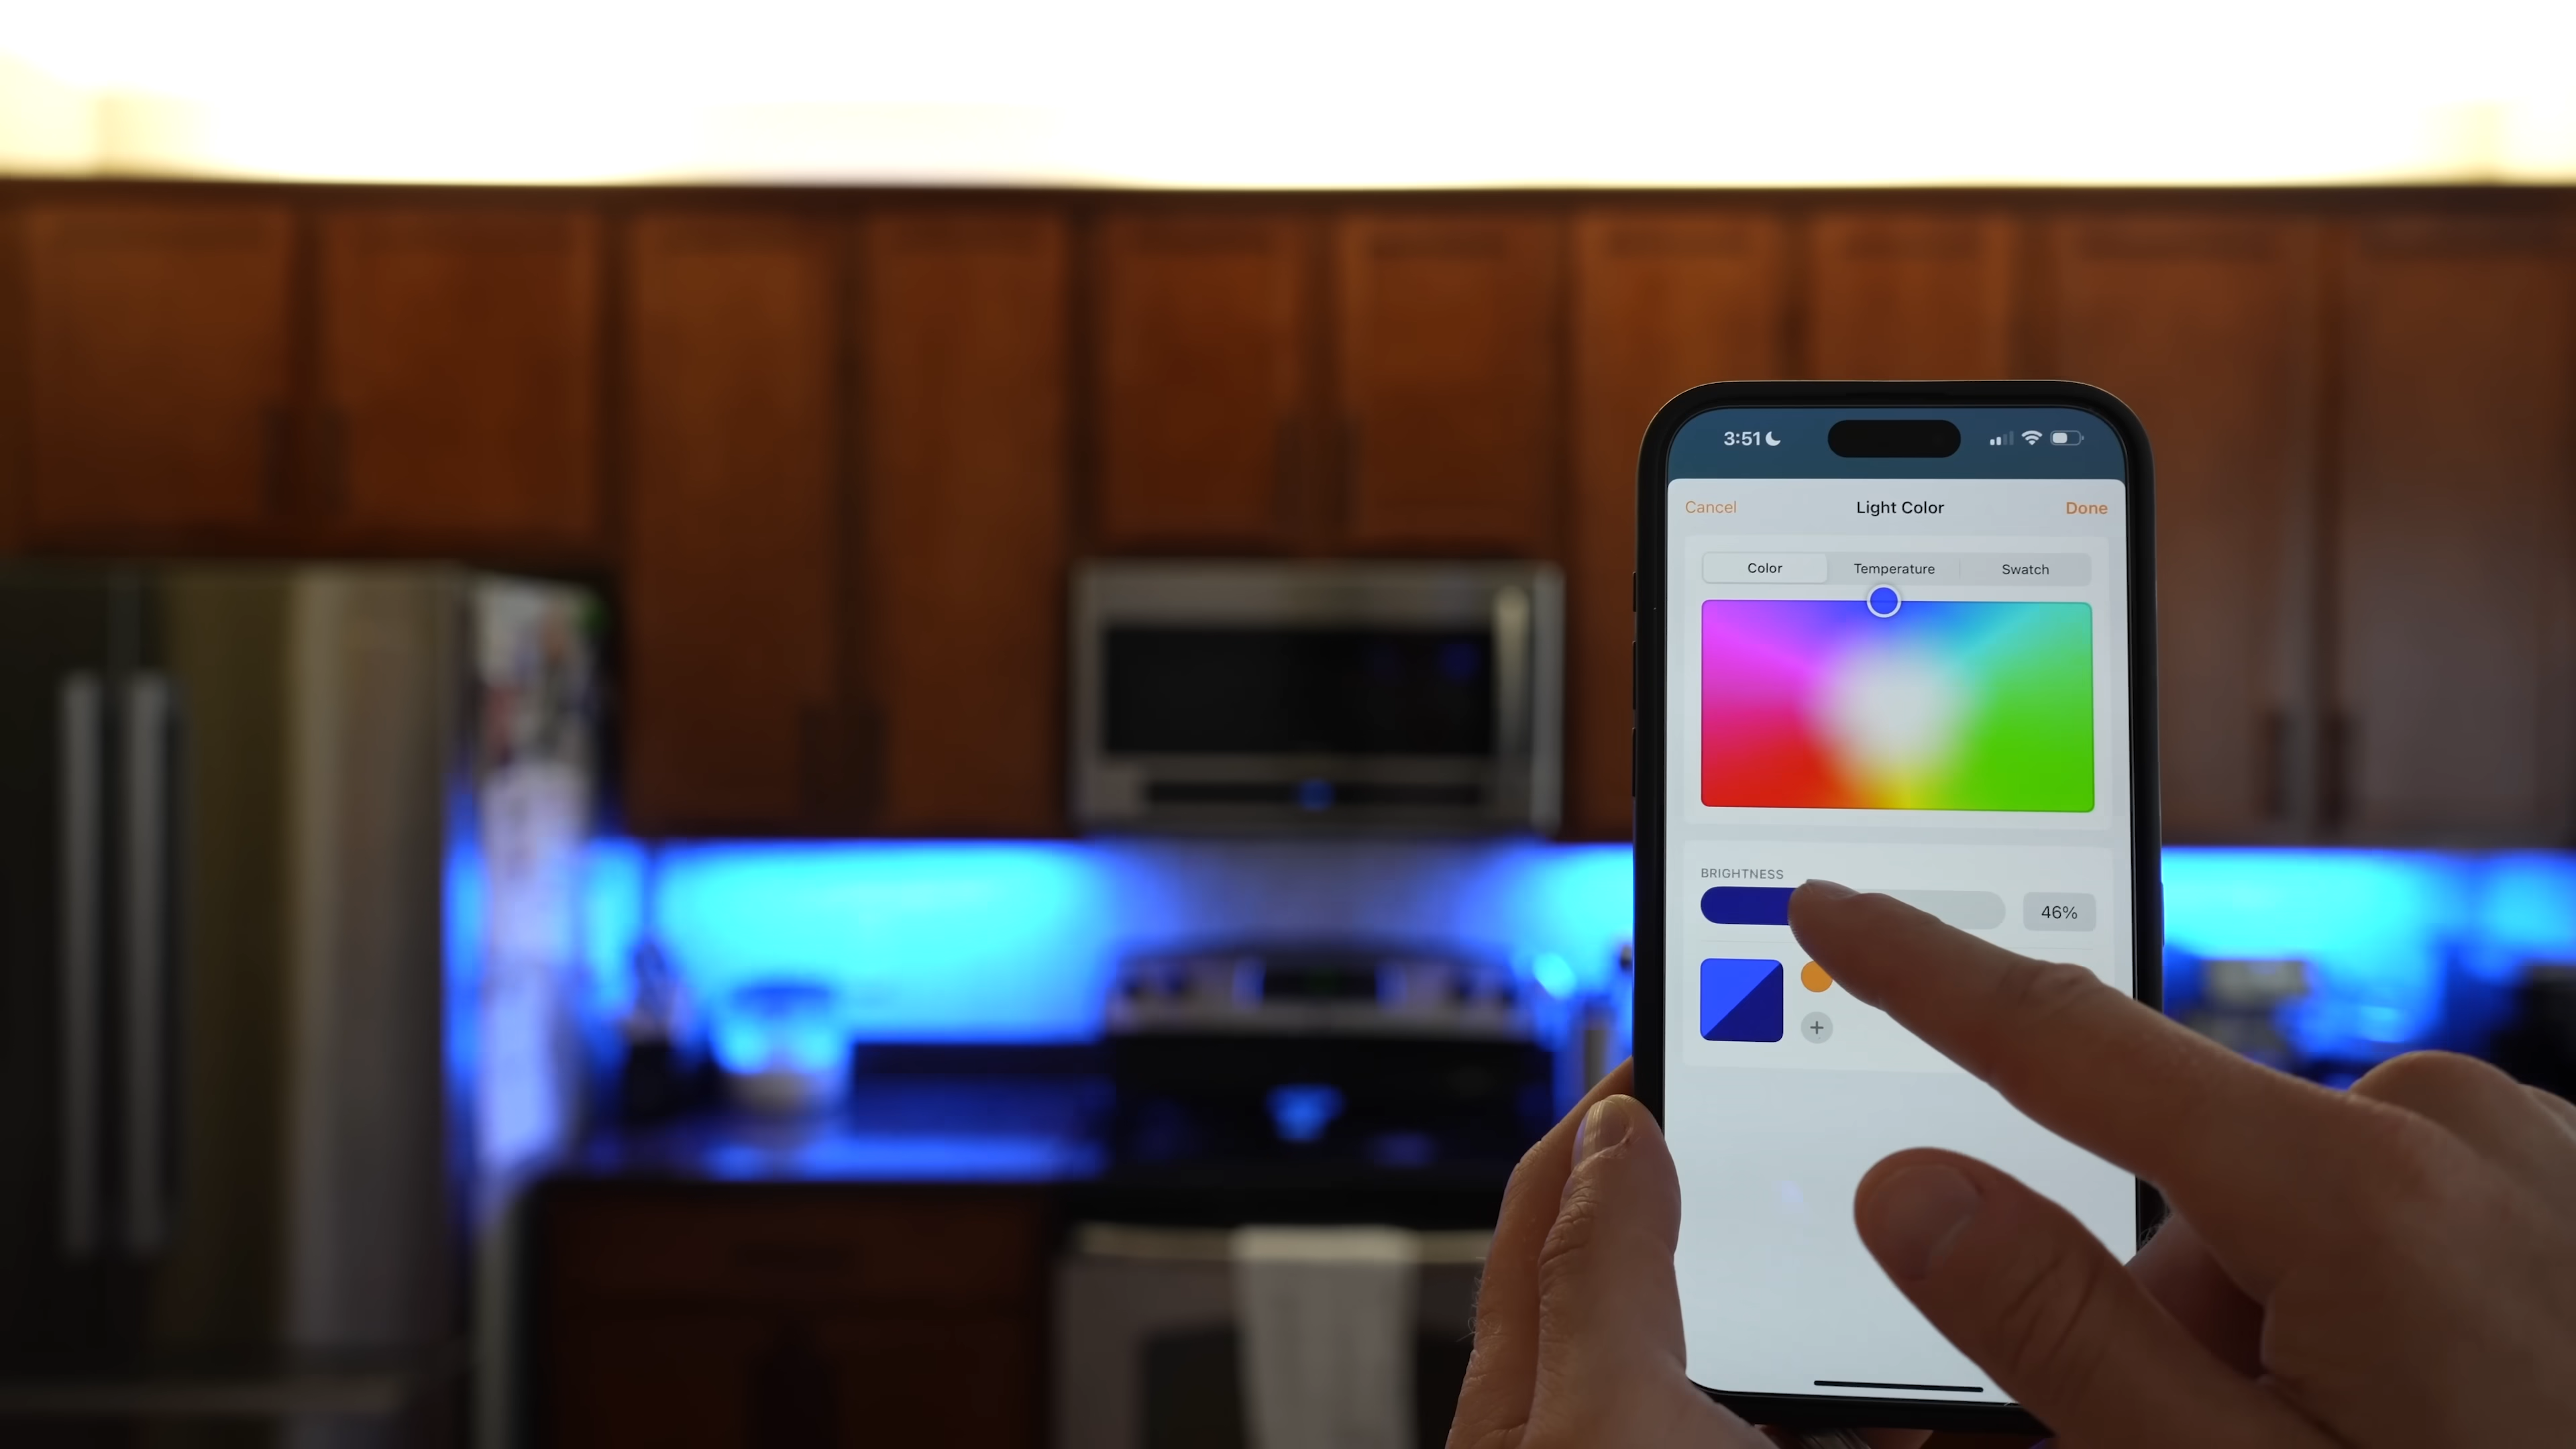 3:51
Cancel
Light Color
Done
Color
Temperature
Swatch
BRIGHTNESS
46%